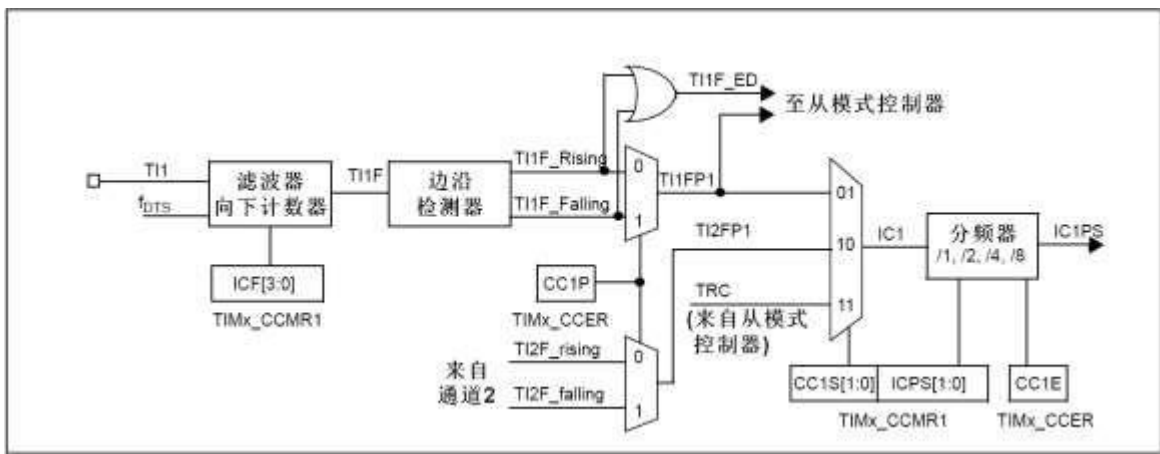 TI1F_ED
至从模式控制器
TI1
f_DTS
滤波器
向下计数器
TI1F
边沿
检测器
TI1F_Rising
TI1F_Falling
0
1
TI1FP1
TI2FP1
01
10
11
IC1
分频器
/1, /2, /4, /8
IC1PS
ICF[3:0]
TIMx_CCMR1
CC1P
TIMx_CCER
TRC
(来自从模式
控制器)
来自
通道2
TI2F_rising
TI2F_falling
0
1
CC1S[1:0]
ICPS[1:0]
CC1E
TIMx_CCMR1
TIMx_CCER